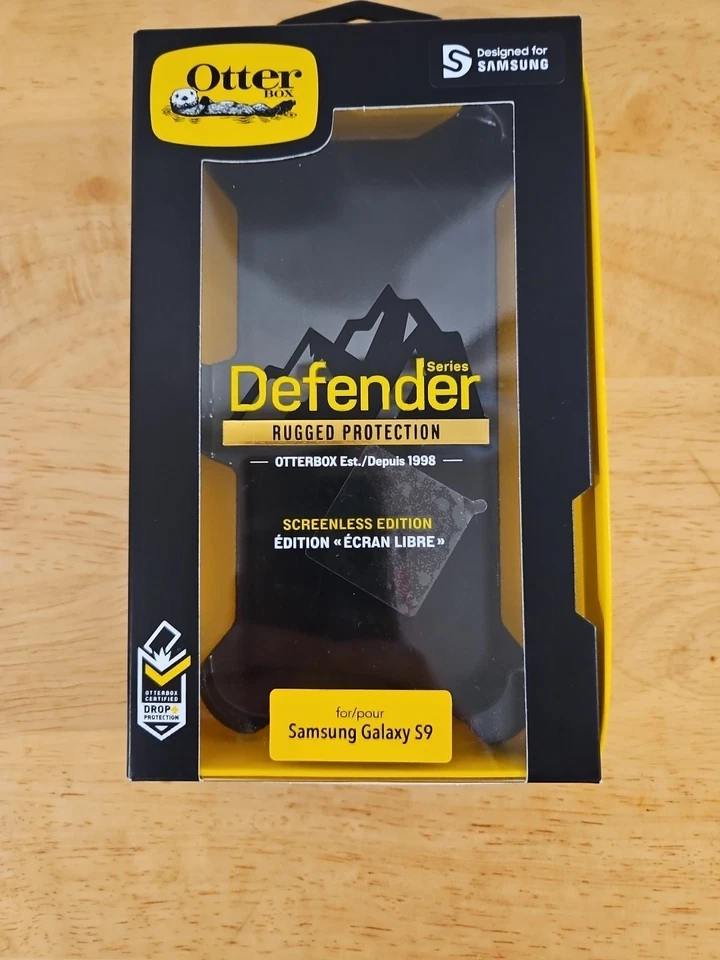 Otter
BOX
Designed for
SAMSUNG
Series
Defender
RUGGED PROTECTION
OTTERBOX Est./Depuis 1998
SCREENLESS EDITION
ÉDITION « ÉCRAN LIBRE »
OTTERBOX
CERTIFIED
DROP+
PROTECTION
for/pour
Samsung Galaxy S9